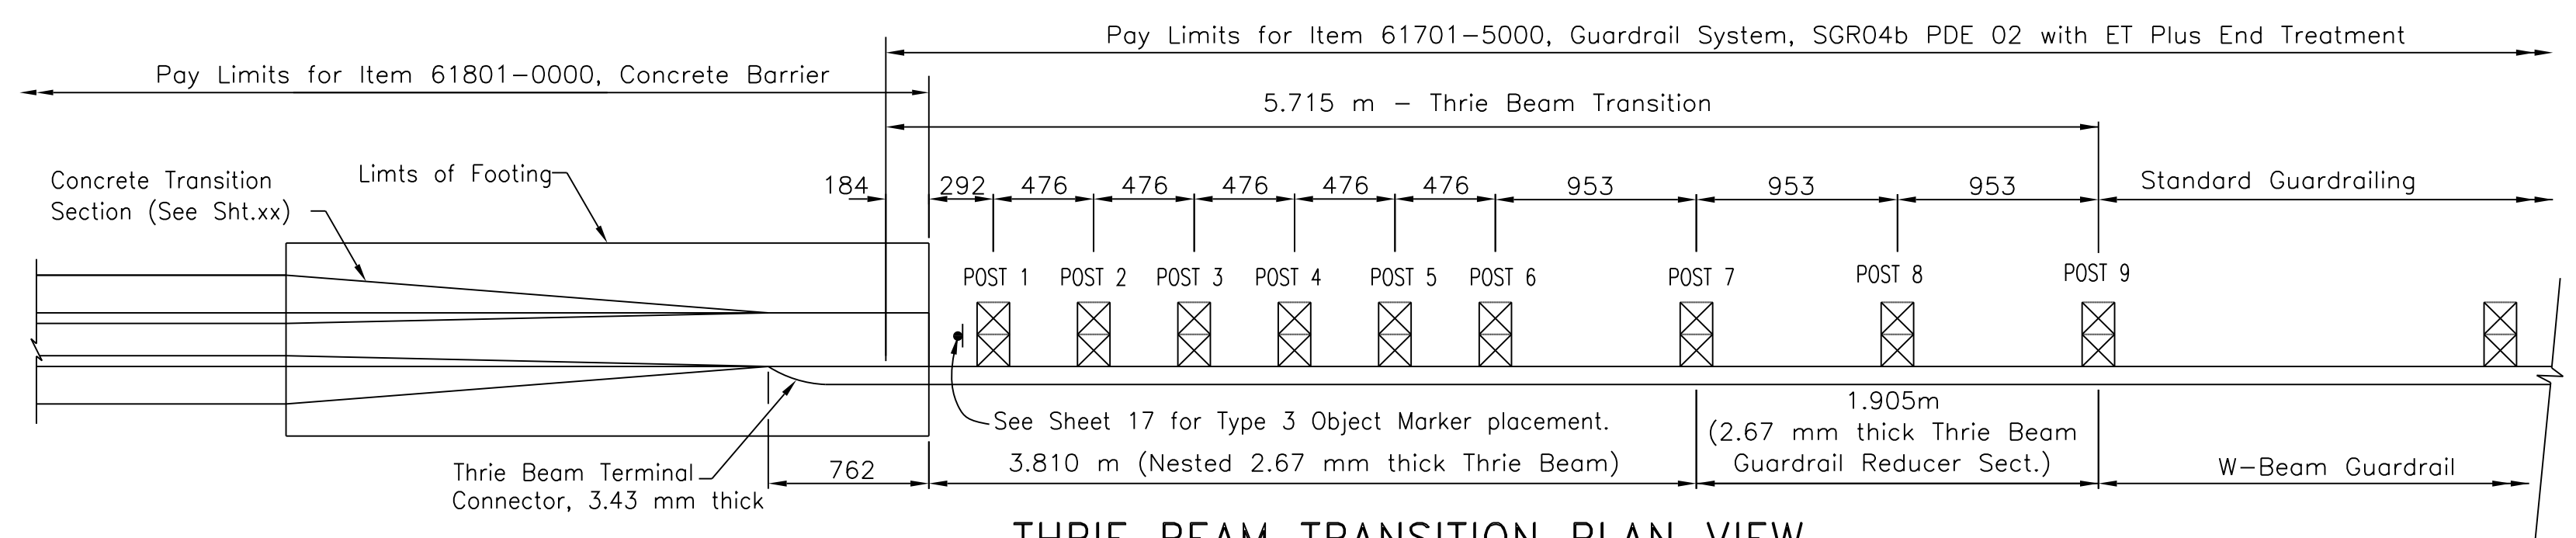 Pay Limits for Item 61701-5000, Guardrail System, SGR04b PDE 02 with ET Plus End Treatment
Pay Limits for Item 61801-0000, Concrete Barrier
5.715 m - Thrie Beam Transition
Concrete Transition
Section (See Sht.xx)
Limts of Footing
184
292
476
476
476
476
476
953
953
953
Standard Guardrailing
POST 1
POST 2
POST 3
POST 4
POST 5
POST 6
POST 7
POST 8
POST 9
See Sheet 17 for Type 3 Object Marker placement.
1.905m
(2.67 mm thick Thrie Beam
Guardrail Reducer Sect.)
Thrie Beam Terminal
Connector, 3.43 mm thick
762
3.810 m (Nested 2.67 mm thick Thrie Beam)
W-Beam Guardrail
THRIE BEAM TRANSITION PLAN VIEW